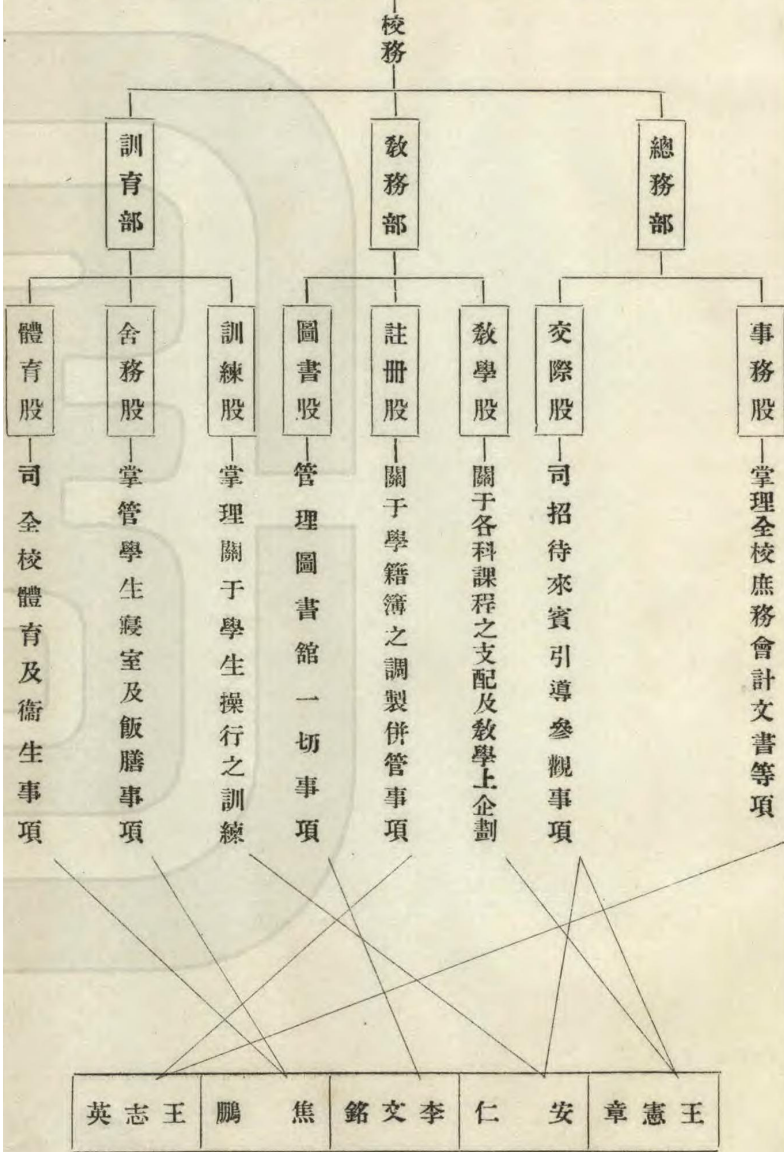 校務
總務部
教務部
訓育部
事務股
交際股
教學股
註冊股
圖書股
訓練股
舍務股
體育股
掌理全校庶務會計文書等項
司招待來賓引導參觀事項
關于各科課程之支配及教學上企劃
關于學籍簿之調製併管事項
管理圖書館一切事項
掌理關于學生操行之訓練
掌管學生寢室及飯膳事項
司全校體育及衞生事項
王憲章
安仁
李文銘
焦鵬
王志英